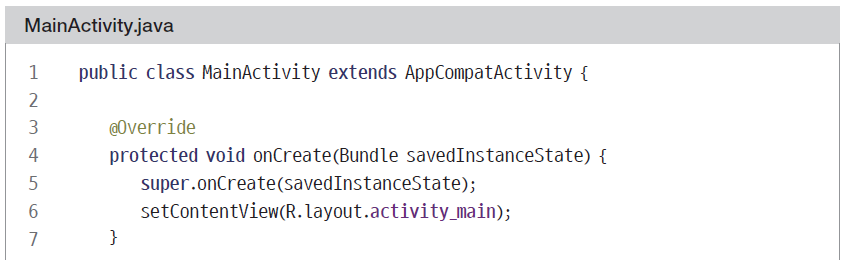 MainActivity.java
1 public class MainActivity extends AppCompatActivity {
2
3 @Override
4 protected void onCreate(Bundle savedInstanceState) {
5 super.onCreate(savedInstanceState);
6 setContentView(R.layout.activity_main);
7 }